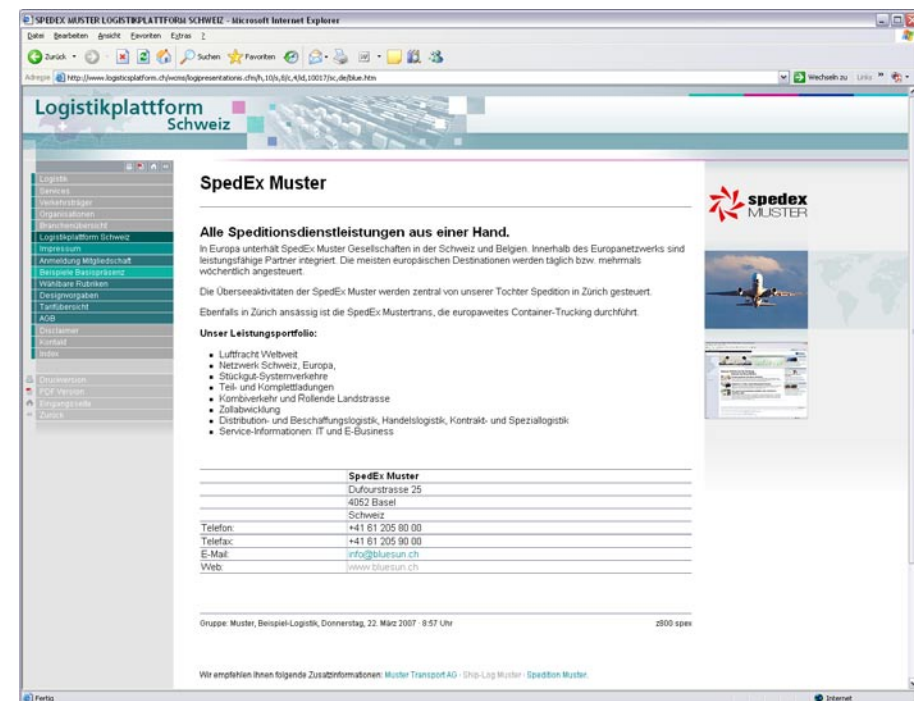 SPEDEX MUSTER LOGISTIKPLATTFORM SCHWEIZ - Microsoft Internet Explorer
Datei Bearbeiten Ansicht Favoriten Extras ?
Zurück Suchen Favoriten
Adresse http://www.logisticsplatform.ch/ Wechseln zu Links »
Logistikplattform
Schweiz
Logistik
Services
Verkehrsträger
Organisationen
Branchenübersicht
Logistikplattform Schweiz
Impressum
Anmeldung Mitgliedschaft
Beispiele Basispräsenz
Wählbare Rubriken
Designvorgaben
Tarifübersicht
AGB
Disclaimer
Kontakt
Index
Druckversion
PDF Version
Eingangsseite
Zurück
SpedEx Muster
Alle Speditionsdienstleistungen aus einer Hand.
In Europa unterhält SpedEx Muster Gesellschaften in der Schweiz und Belgien. Innerhalb des Europanetzwerks sind
leistungsfähige Partner integriert. Die meisten europäischen Destinationen werden täglich bzw. mehrmals
wöchentlich angesteuert.
Die Überseeaktivitäten der SpedEx Muster werden zentral von unserer Tochter Spedition in Zürich gesteuert.
Ebenfalls in Zürich ansässig ist die SpedEx Mustertrans, die europaweites Container-Trucking durchführt.
Unser Leistungsportfolio:
Luftfracht Weltweit
Netzwerk Schweiz, Europa,
Stückgut-Systemverkehre
Teil- und Komplettladungen
Kombiverkehr und Rollende Landstrasse
Zollabwicklung
Distribution- und Beschaffungslogistik, Handelslogistik, Kontrakt- und Speziallogistik
Service-Informationen: IT und E-Business
SpedEx Muster
Dufourstrasse 25
4052 Basel
Schweiz
Telefon: +41 61 205 80 00
Telefax: +41 61 205 90 00
E-Mail: info@bluesun.ch
Web: www.bluesun.ch
Gruppe: Muster, Beispiel-Logistik, Donnerstag, 22. März 2007 · 8:57 Uhr z800 spex
Wir empfehlen Ihnen folgende Zusatzinformationen: Muster Transport AG · Ship-Log Muster · Spedition Muster.
spedex
MUSTER
Fertig Internet